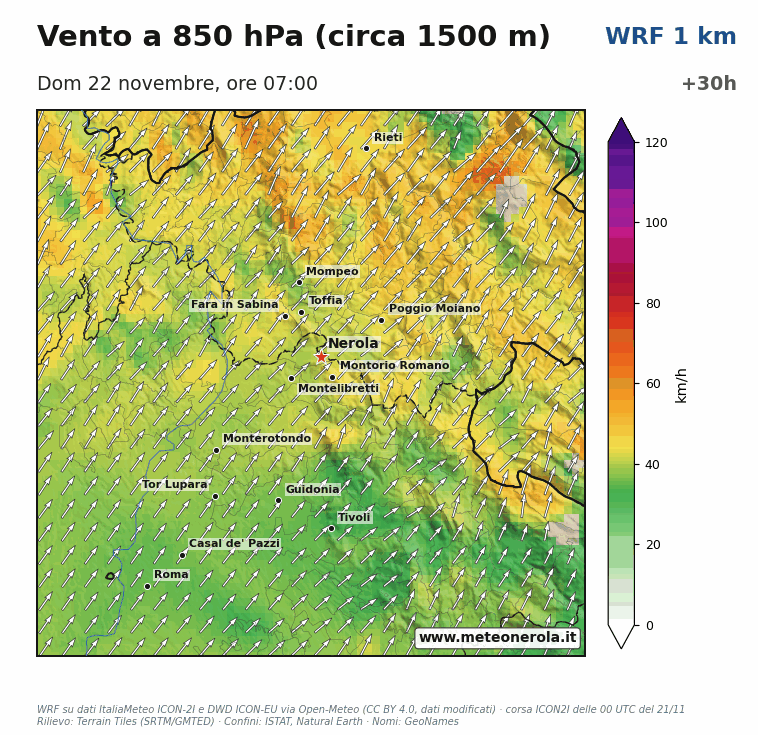 Vento a 850 hPa (circa 1500 m)
WRF 1 km
Dom 22 novembre, ore 07:00
+30h
Rieti
Mompeo
Fara in Sabina
Toffia
Poggio Moiano
Nerola
Montorio Romano
Montelibretti
Monterotondo
Tor Lupara
Guidonia
Tivoli
Casal de' Pazzi
Roma
www.meteonerola.it
120
100
80
60
40
20
0
km/h
WRF su dati ItaliaMeteo ICON-2I e DWD ICON-EU via Open-Meteo (CC BY 4.0, dati modificati) · corsa ICON2I delle 00 UTC del 21/11
Rilievo: Terrain Tiles (SRTM/GMTED) · Confini: ISTAT, Natural Earth · Nomi: GeoNames